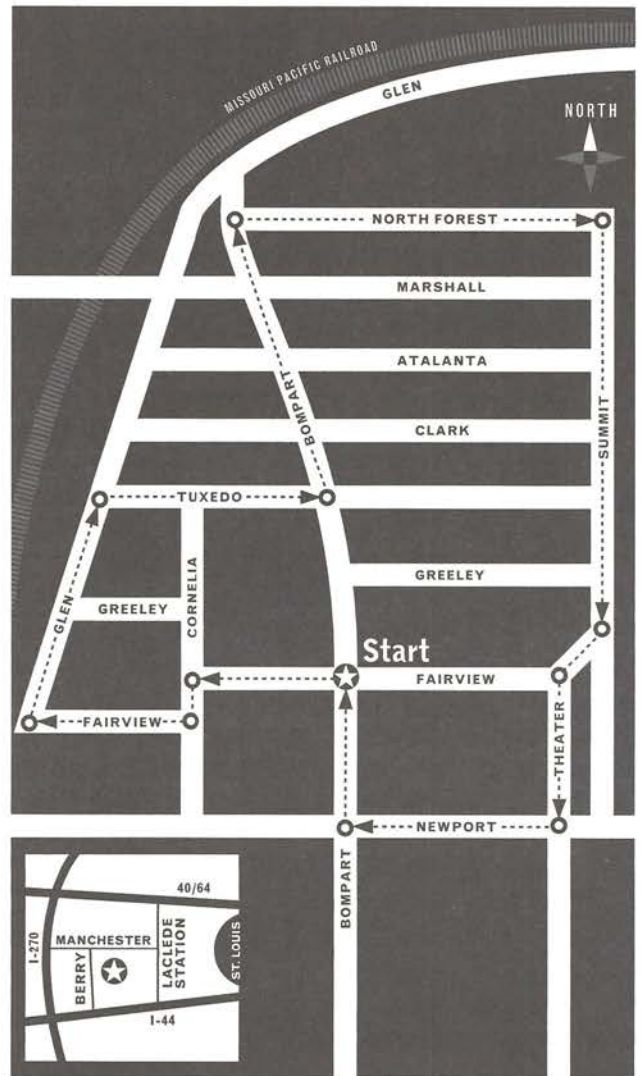 MISSOURI PACIFIC RAILROAD
GLEN
NORTH
NORTH FOREST
MARSHALL
ATALANTA
BOMPART
CLARK
SUMMIT
TUXEDO
CORNELIA
GREELEY
GLEN
GREELEY
Start
FAIRVIEW
FAIRVIEW
THEATER
NEWPORT
BOMPART
40/64
I-270
MANCHESTER
BERRY
LACLEDE
STATION
ST. LOUIS
I-44